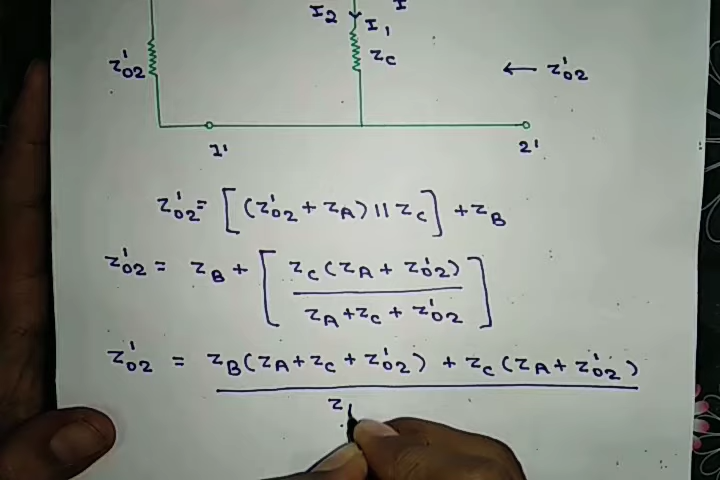 I
I2
I1
Z'02
ZC
← Z'02
1'
2'
Z'02 = [(Z'02 + ZA) || ZC] + ZB
Z'02 = ZB + [ZC(ZA + Z'02) / ZA + ZC + Z'02]
Z'02 = ZB(ZA + ZC + Z'02) + ZC(ZA + Z'02)
Z